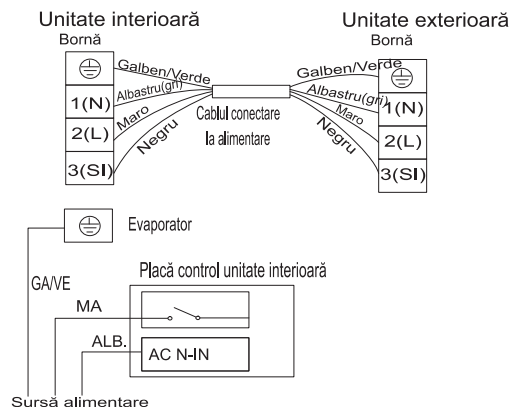 Unitate interioară
Bornă
Unitate exterioară
Bornă
Galben/Verde
Albastru(gri)
Maro
Negru
1(N)
2(L)
3(SI)
Cablul conectare
la alimentare
Galben/Verde
Albastru(gri)
Maro
Negru
1(N)
2(L)
3(SI)
Evaporator
GA/VE
Placă control unitate interioară
MA
ALB.
AC N-IN
Sursă alimentare